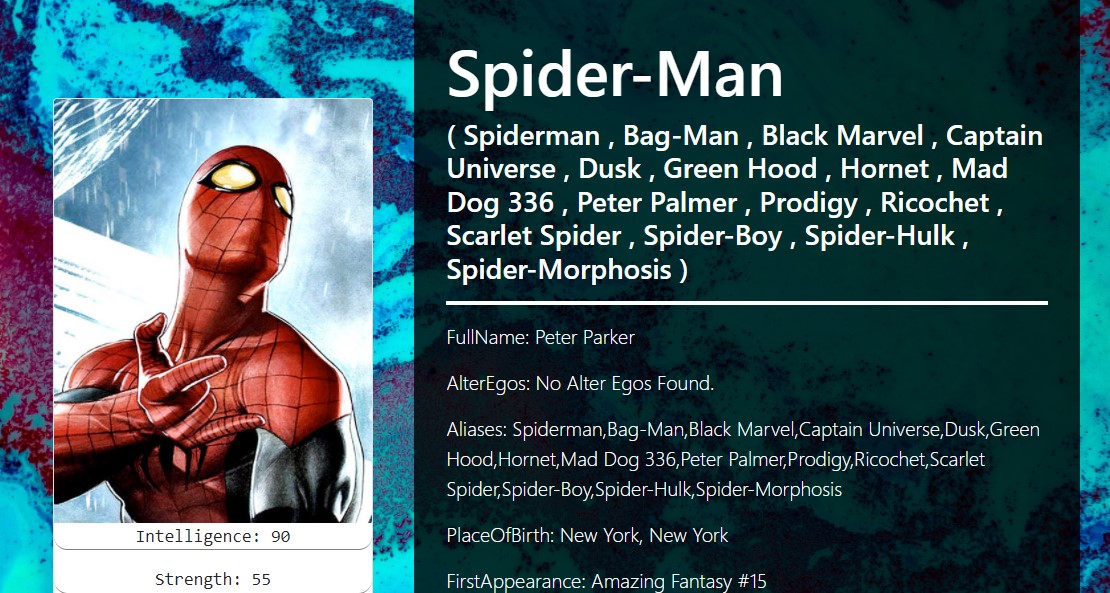 Spider-Man
( Spiderman , Bag-Man , Black Marvel , Captain
Universe , Dusk , Green Hood , Hornet , Mad
Dog 336 , Peter Palmer , Prodigy , Ricochet ,
Scarlet Spider , Spider-Boy , Spider-Hulk ,
Spider-Morphosis )
FullName: Peter Parker
AlterEgos: No Alter Egos Found.
Aliases: Spiderman,Bag-Man,Black Marvel,Captain Universe,Dusk,Green
Hood,Hornet,Mad Dog 336,Peter Palmer,Prodigy,Ricochet,Scarlet
Spider,Spider-Boy,Spider-Hulk,Spider-Morphosis
PlaceOfBirth: New York, New York
FirstAppearance: Amazing Fantasy #15
Intelligence: 90
Strength: 55